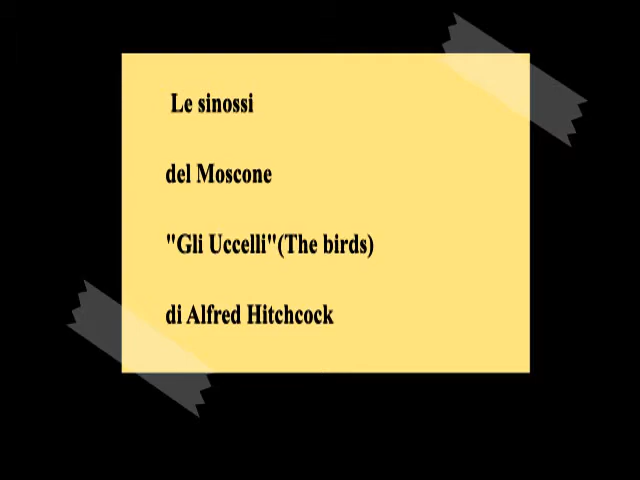 Le sinossi
del Moscone
"Gli Uccelli"(The birds)
di Alfred Hitchcock